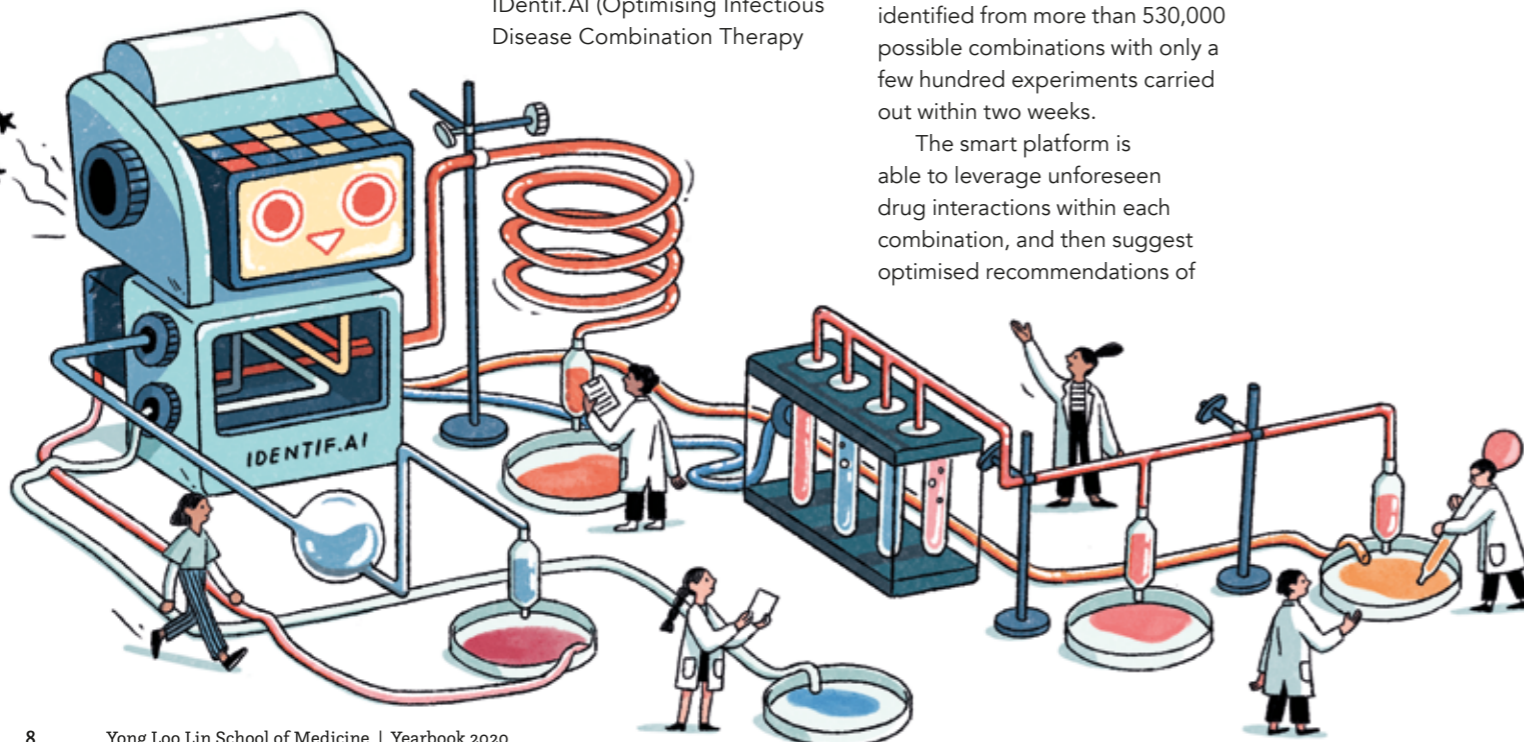 IDentif.AI (Optimising Infectious
Disease Combination Therapy
identified from more than 530,000
possible combinations with only a
few hundred experiments carried
out within two weeks.
The smart platform is
able to leverage unforeseen
drug interactions within each
combination, and then suggest
optimised recommendations of
IDENTIF.AI
8 Yong Loo Lin School of Medicine | Yearbook 2020